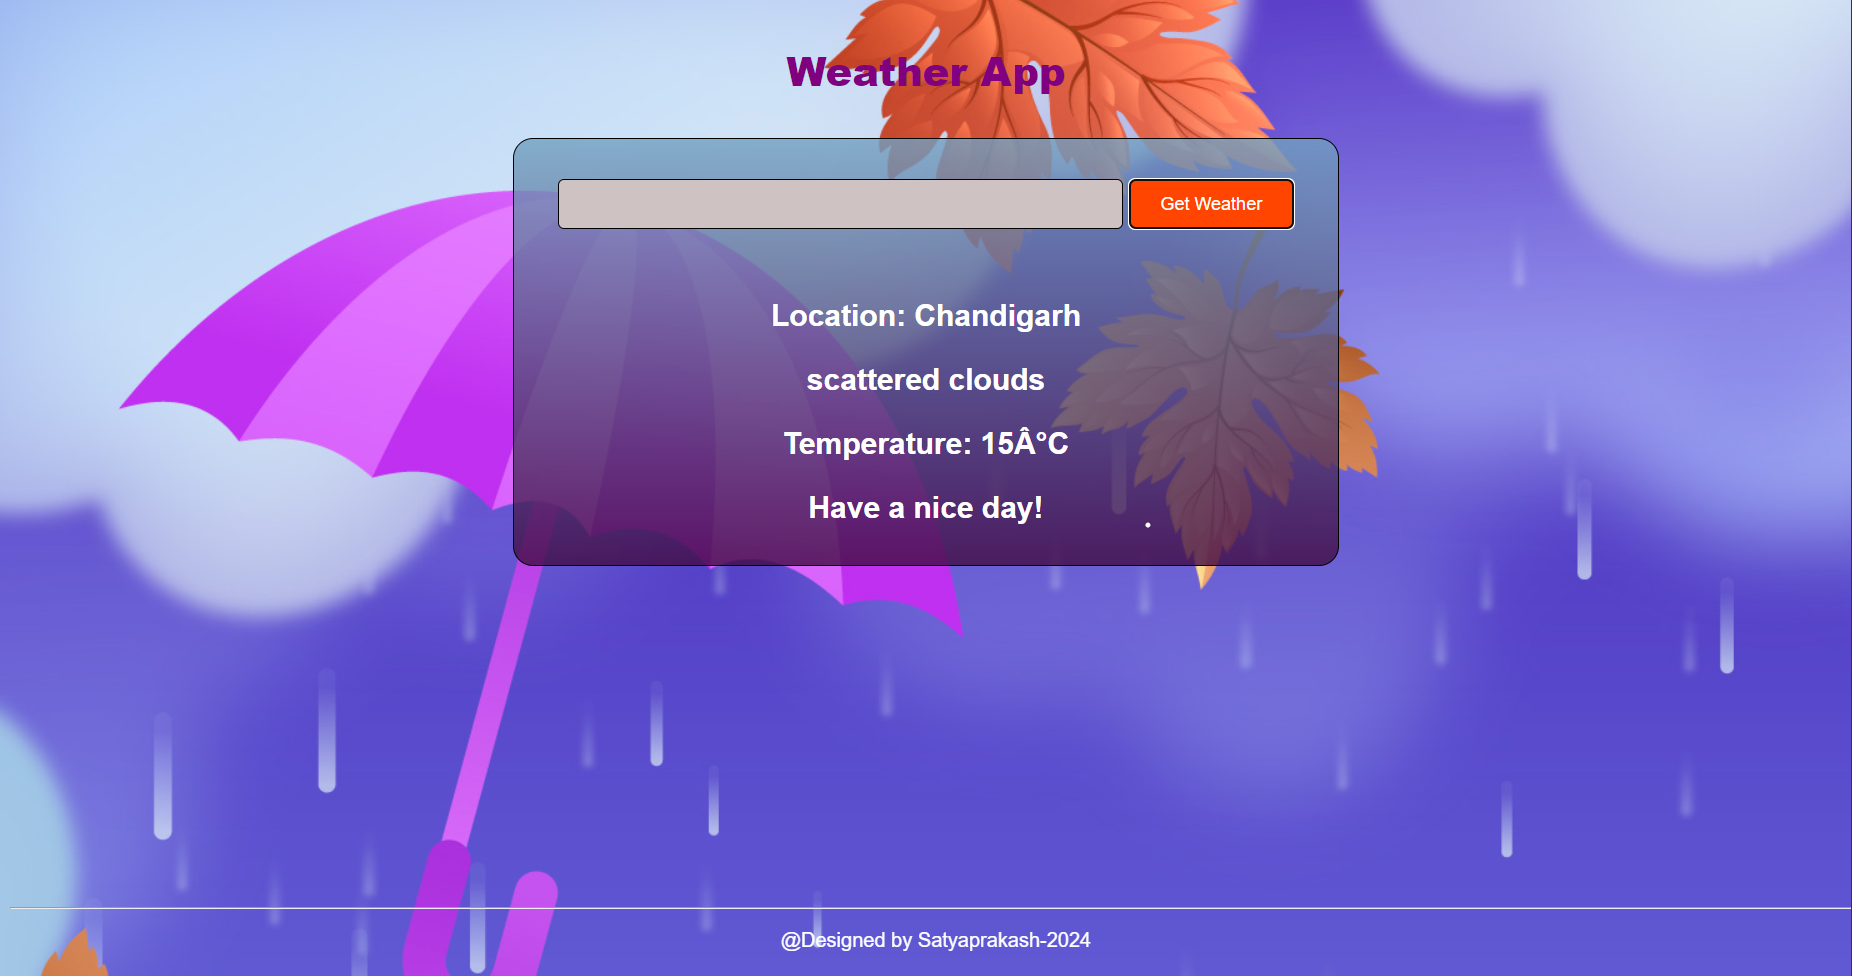 Weather App
Get Weather
Location: Chandigarh
scattered clouds
Temperature: 15Â°C
Have a nice day!
@Designed by Satyaprakash-2024